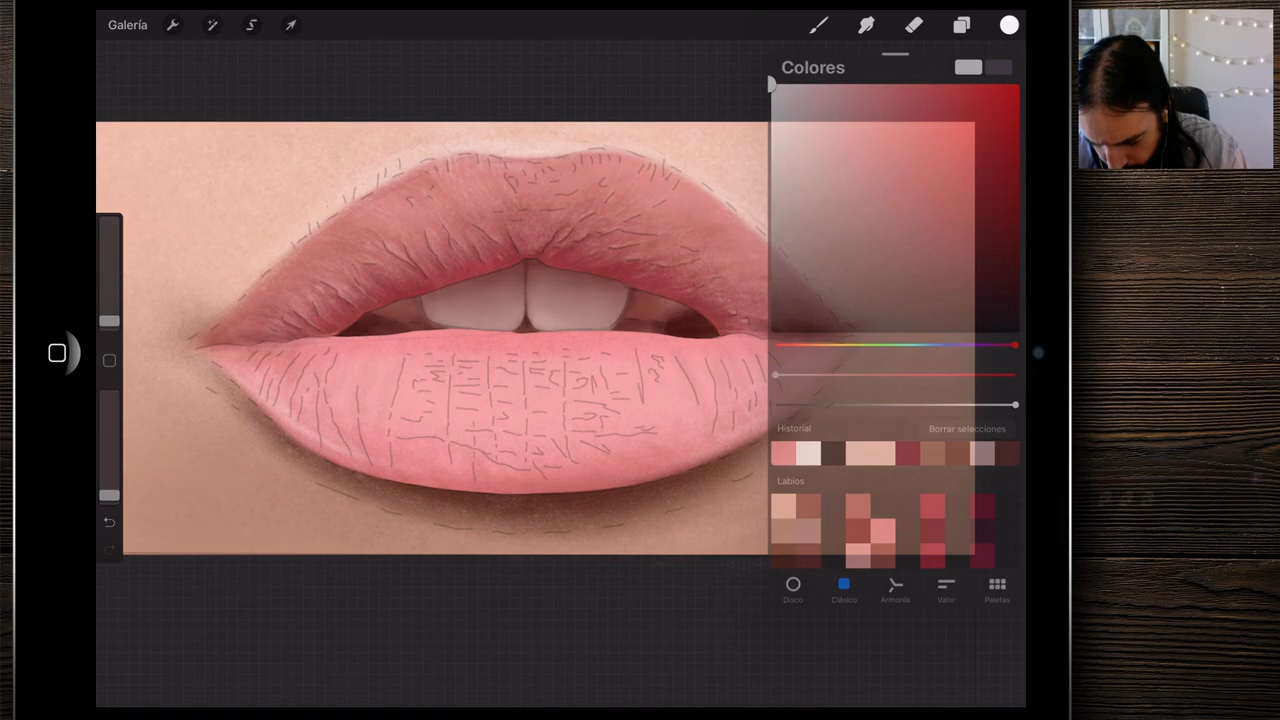 Galería
Colores
Historial
Borrar selecciones
Labios
Disco
Clásico
Armonía
Valor
Paletas